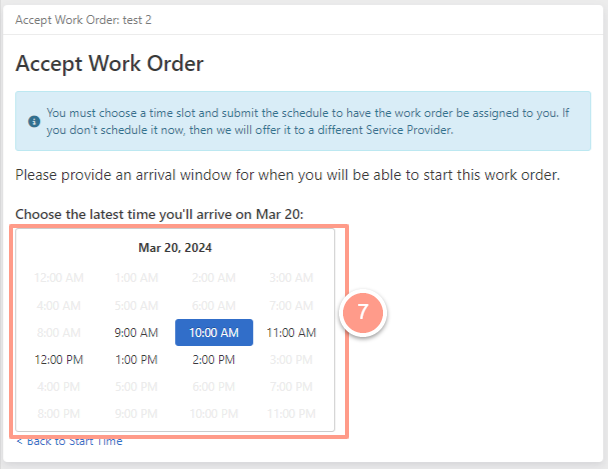 Accept Work Order: test 2
Accept Work Order
You must choose a time slot and submit the schedule to have the work order be assigned to you. If
you don't schedule it now, then we will offer it to a different Service Provider.
Please provide an arrival window for when you will be able to start this work order.
Choose the latest time you'll arrive on Mar 20:
Mar 20, 2024
12:00 AM 1:00 AM 2:00 AM 3:00 AM
4:00 AM 5:00 AM 6:00 AM 7:00 AM
8:00 AM 9:00 AM 10:00 AM 11:00 AM
12:00 PM 1:00 PM 2:00 PM 3:00 PM
4:00 PM 5:00 PM 6:00 PM 7:00 PM
8:00 PM 9:00 PM 10:00 PM 11:00 PM
7
< Back to Start Time